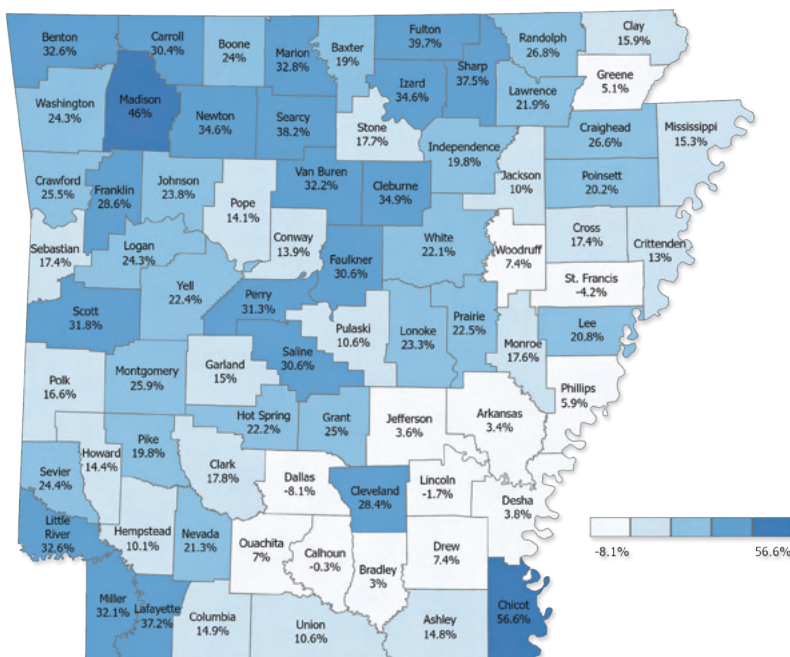 Benton
32.6%
Carroll
30.4%
Boone
24%
Marion
32.8%
Baxter
19%
Fulton
39.7%
Sharp
37.5%
Randolph
26.8%
Clay
15.9%
Greene
5.1%
Izard
34.6%
Lawrence
21.9%
Washington
24.3%
Madison
46%
Newton
34.6%
Searcy
38.2%
Stone
17.7%
Independence
19.8%
Craighead
26.6%
Mississippi
15.3%
Jackson
10%
Poinsett
20.2%
Crawford
25.5%
Franklin
28.6%
Johnson
23.8%
Pope
14.1%
Van Buren
32.2%
Cleburne
34.9%
Conway
13.9%
Sebastian
17.4%
Logan
24.3%
White
22.1%
Woodruff
7.4%
Cross
17.4%
Crittenden
13%
Faulkner
30.6%
St. Francis
-4.2%
Yell
22.4%
Perry
31.3%
Scott
31.8%
Pulaski
10.6%
Lonoke
23.3%
Prairie
22.5%
Monroe
17.6%
Lee
20.8%
Saline
30.6%
Garland
15%
Montgomery
25.9%
Polk
16.6%
Phillips
5.9%
Hot Spring
22.2%
Grant
25%
Jefferson
3.6%
Arkansas
3.4%
Pike
19.8%
Howard
14.4%
Sevier
24.4%
Clark
17.8%
Dallas
-8.1%
Cleveland
28.4%
Lincoln
-1.7%
Desha
3.8%
Little
River
32.6%
Hempstead
10.1%
Nevada
21.3%
Ouachita
7%
Calhoun
-0.3%
Bradley
3%
Drew
7.4%
Miller
32.1%
Lafayette
37.2%
Columbia
14.9%
Union
10.6%
Ashley
14.8%
Chicot
56.6%
-8.1%
56.6%